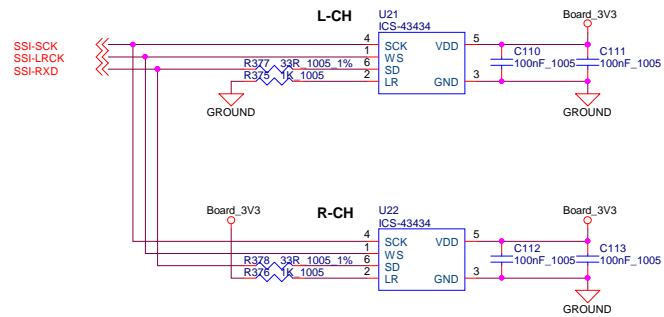 L-CH
U21
ICS-43434
Board_3V3
SSI-SCK
SSI-LRCK
SSI-RXD
4
SCK
VDD
5
C110
100nF_1005
C111
100nF_1005
1
WS
R377 33R_1005_1%
6
SD
R375 1K_1005
2
LR
GND
3
GROUND
GROUND
Board_3V3
R-CH
U22
ICS-43434
Board_3V3
4
SCK
VDD
5
C112
100nF_1005
C113
100nF_1005
1
WS
R378 33R_1005_1%
6
SD
R376 1K_1005
2
LR
GND
3
GROUND